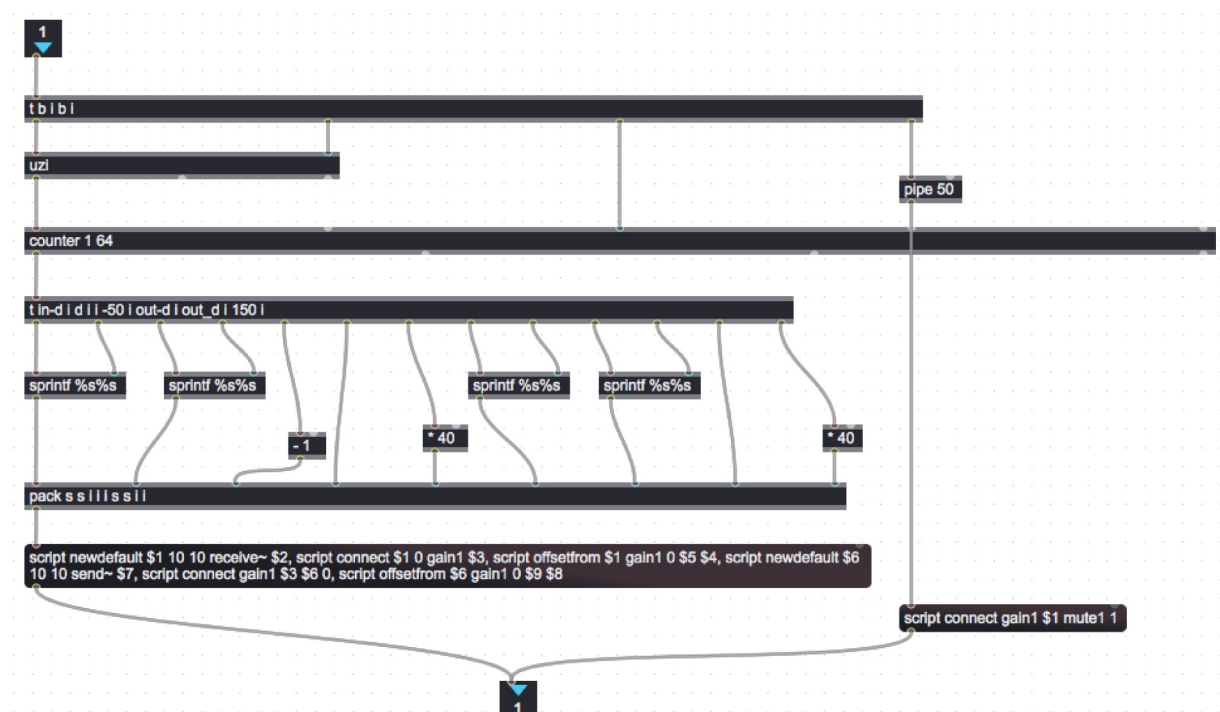 1
t b i b i
uzi
pipe 50
counter 1 64
t in-d i d i i -50 i out-d i out_d i 150 i
sprintf %s%s
sprintf %s%s
sprintf %s%s
sprintf %s%s
- 1
* 40
* 40
pack s s i i i s s i i
script newdefault $1 10 10 receive~ $2, script connect $1 0 gain1 $3, script offsetfrom $1 gain1 0 $5 $4, script newdefault $6
10 10 send~ $7, script connect gain1 $3 $6 0, script offsetfrom $6 gain1 0 $9 $8
script connect gain1 $1 mute1 1
1